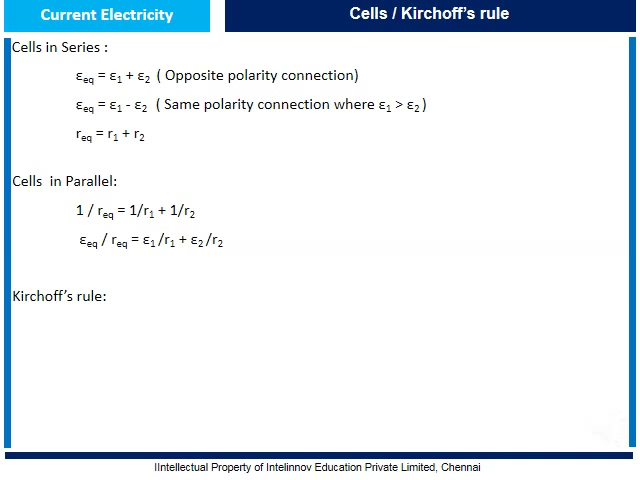 Current Electricity
Cells / Kirchoff's rule
Cells in Series :
εeq = ε1 + ε2 ( Opposite polarity connection)
εeq = ε1 - ε2 ( Same polarity connection where ε1 > ε2)
req = r1 + r2
Cells in Parallel:
1 / req = 1/r1 + 1/r2
εeq / req = ε1/r1 + ε2/r2
Kirchoff's rule:
IIntellectual Property of Intelinnov Education Private Limited, Chennai